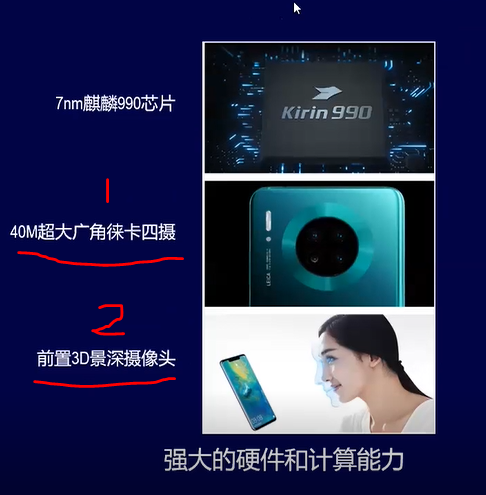 7nm麒麟990芯片
Kirin 990
1
40M超大广角徕卡四摄
LEICA
2
前置3D景深摄像头
强大的硬件和计算能力